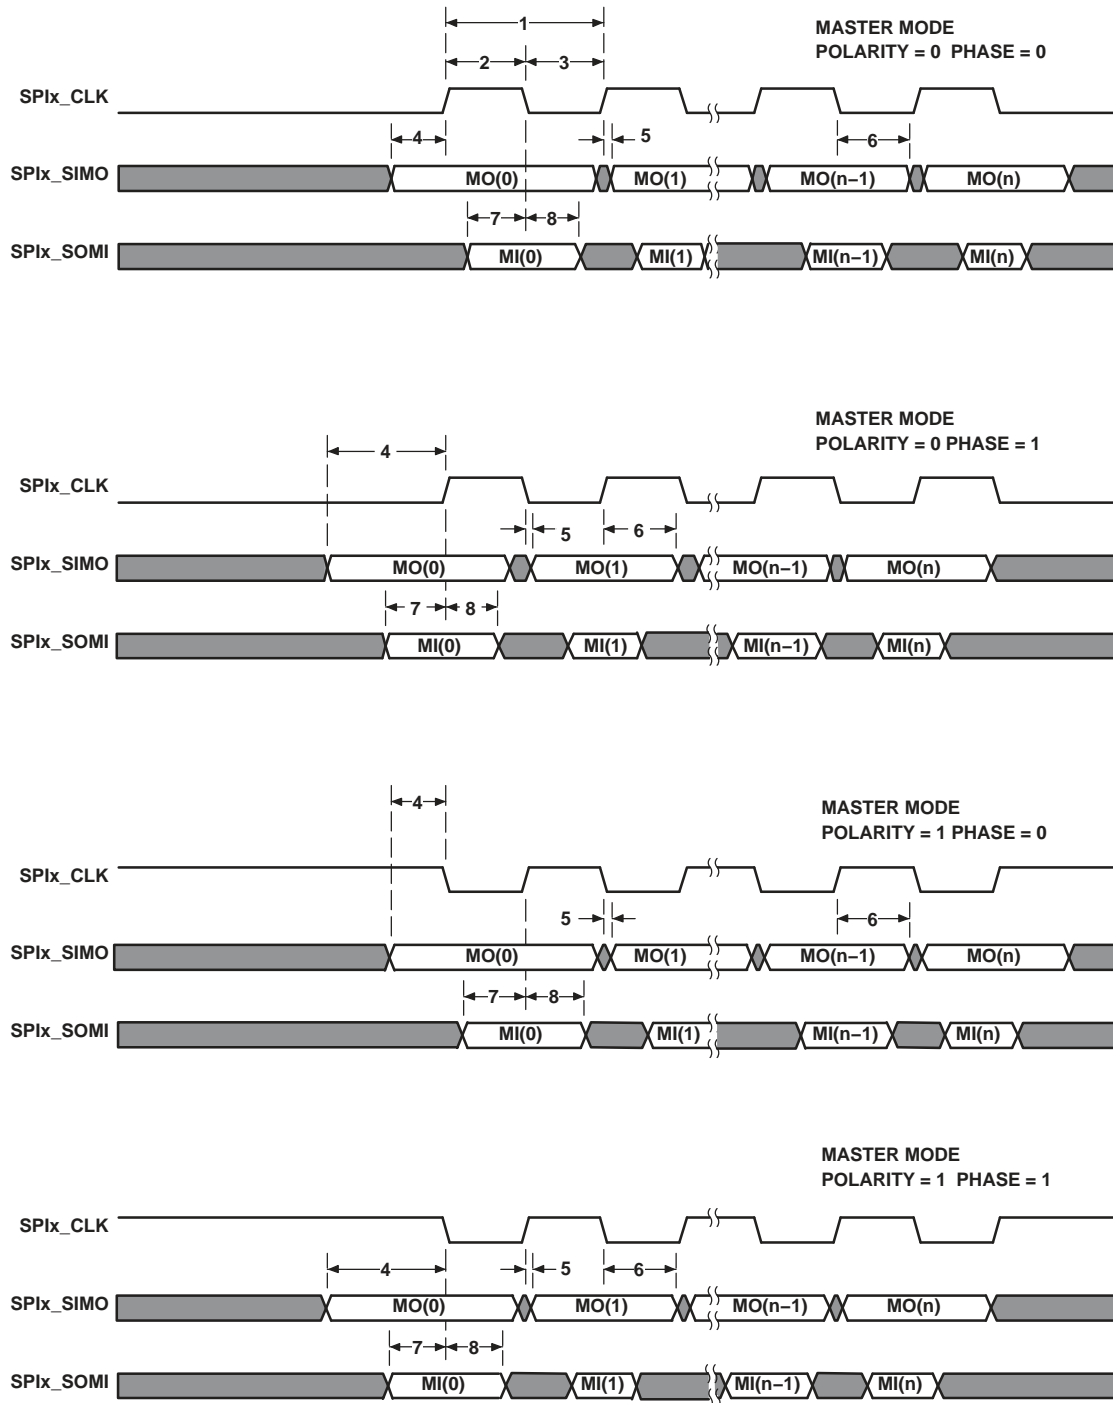 1
MASTER MODE
POLARITY = 0 PHASE = 0
2
3
SPIx_CLK
4
5
6
SPIx_SIMO
MO(0)
MO(1)
MO(n−1)
MO(n)
7
8
SPIx_SOMI
MI(0)
MI(1)
MI(n−1)
MI(n)
MASTER MODE
POLARITY = 0 PHASE = 1
4
SPIx_CLK
5
6
SPIx_SIMO
MO(0)
MO(1)
MO(n−1)
MO(n)
7
8
SPIx_SOMI
MI(0)
MI(1)
MI(n−1)
MI(n)
4
MASTER MODE
POLARITY = 1 PHASE = 0
SPIx_CLK
5
6
SPIx_SIMO
MO(0)
MO(1)
MO(n−1)
MO(n)
7
8
SPIx_SOMI
MI(0)
MI(1)
MI(n−1)
MI(n)
MASTER MODE
POLARITY = 1 PHASE = 1
SPIx_CLK
4
5
6
SPIx_SIMO
MO(0)
MO(1)
MO(n−1)
MO(n)
7
8
SPIx_SOMI
MI(0)
MI(1)
MI(n−1)
MI(n)